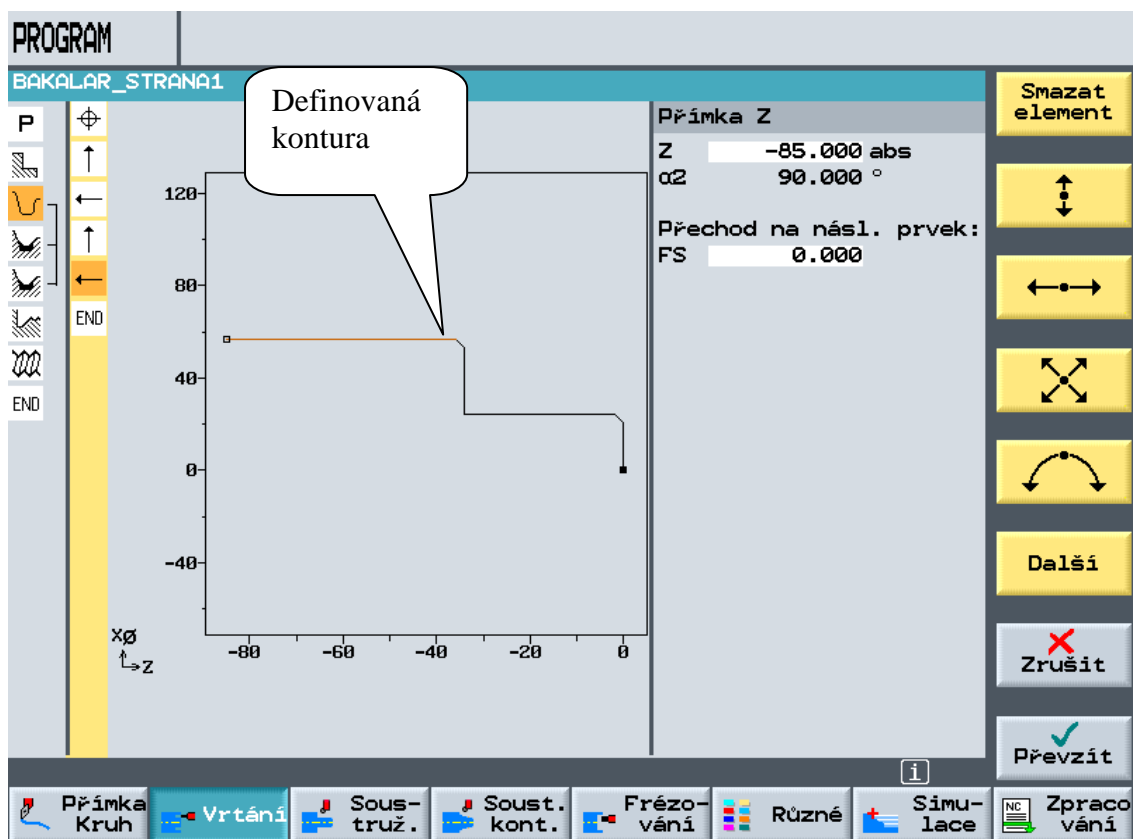 PROGRAM
BAKALAR_STRANA1
Definovaná
kontura
P
END
END
120
80
40
0
-40
-80
-60
-40
-20
0
XØ
Z
Přímka Z
Z -85.000 abs
α2 90.000 °
Přechod na násl. prvek:
FS 0.000
Smazat
element
Další
Zrušit
Převzít
i
Přímka
Kruh
Vrtání
Sous-
truž.
Soust.
kont.
Frézo-
vání
Různé
Simu-
lace
NC
Zpraco
vání